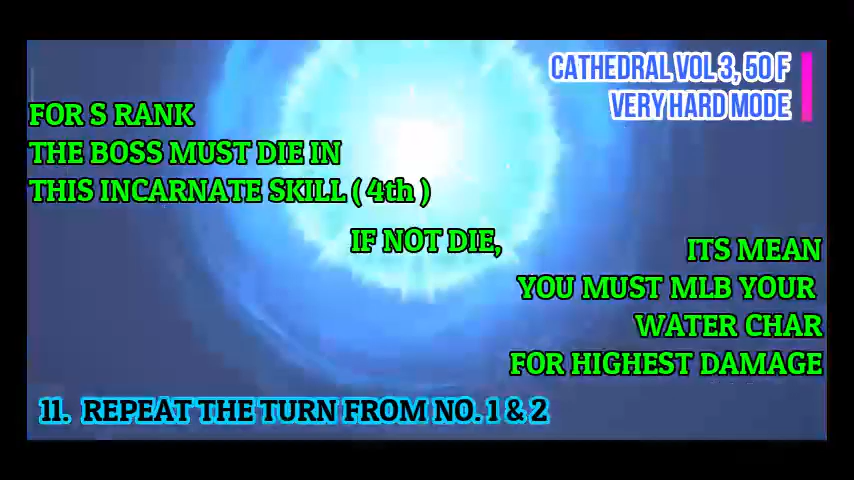 CATHEDRAL VOL 3, 50 F
VERY HARD MODE
FOR S RANK
THE BOSS MUST DIE IN
THIS INCARNATE SKILL ( 4th )
IF NOT DIE,
ITS MEAN
YOU MUST MLB YOUR
WATER CHAR
FOR HIGHEST DAMAGE
11. REPEAT THE TURN FROM NO. 1 & 2